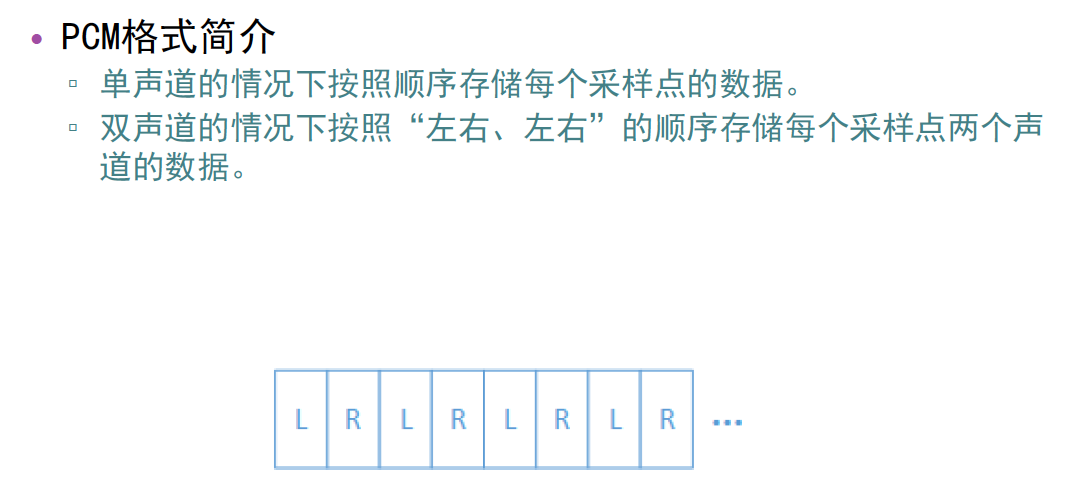 PCM格式简介
单声道的情况下按照顺序存储每个采样点的数据。
双声道的情况下按照“左右、左右”的顺序存储每个采样点两个声
道的数据。
L R L R L R L R …